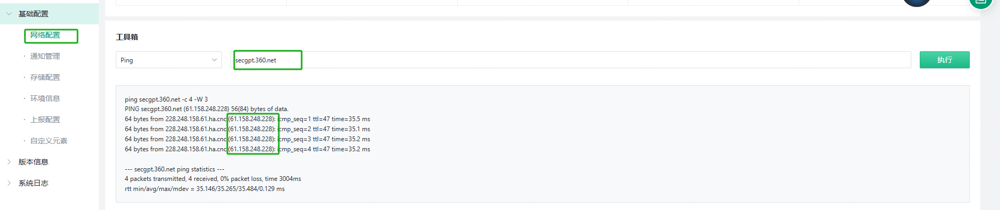 基础配置
网络配置
通知管理
存储配置
环境信息
上报配置
自定义元素
版本信息
系统日志
工具箱
Ping
secgpt.360.net
执行
ping secgpt.360.net -c 4 -W 3
PING secgpt.360.net (61.158.248.228) 56(84) bytes of data.
64 bytes from 228.248.158.61.ha.cnc (61.158.248.228): icmp_seq=1 ttl=47 time=35.5 ms
64 bytes from 228.248.158.61.ha.cnc (61.158.248.228): icmp_seq=2 ttl=47 time=35.1 ms
64 bytes from 228.248.158.61.ha.cnc (61.158.248.228): icmp_seq=3 ttl=47 time=35.2 ms
64 bytes from 228.248.158.61.ha.cnc (61.158.248.228): icmp_seq=4 ttl=47 time=35.2 ms
--- secgpt.360.net ping statistics ---
4 packets transmitted, 4 received, 0% packet loss, time 3004ms
rtt min/avg/max/mdev = 35.146/35.265/35.484/0.129 ms